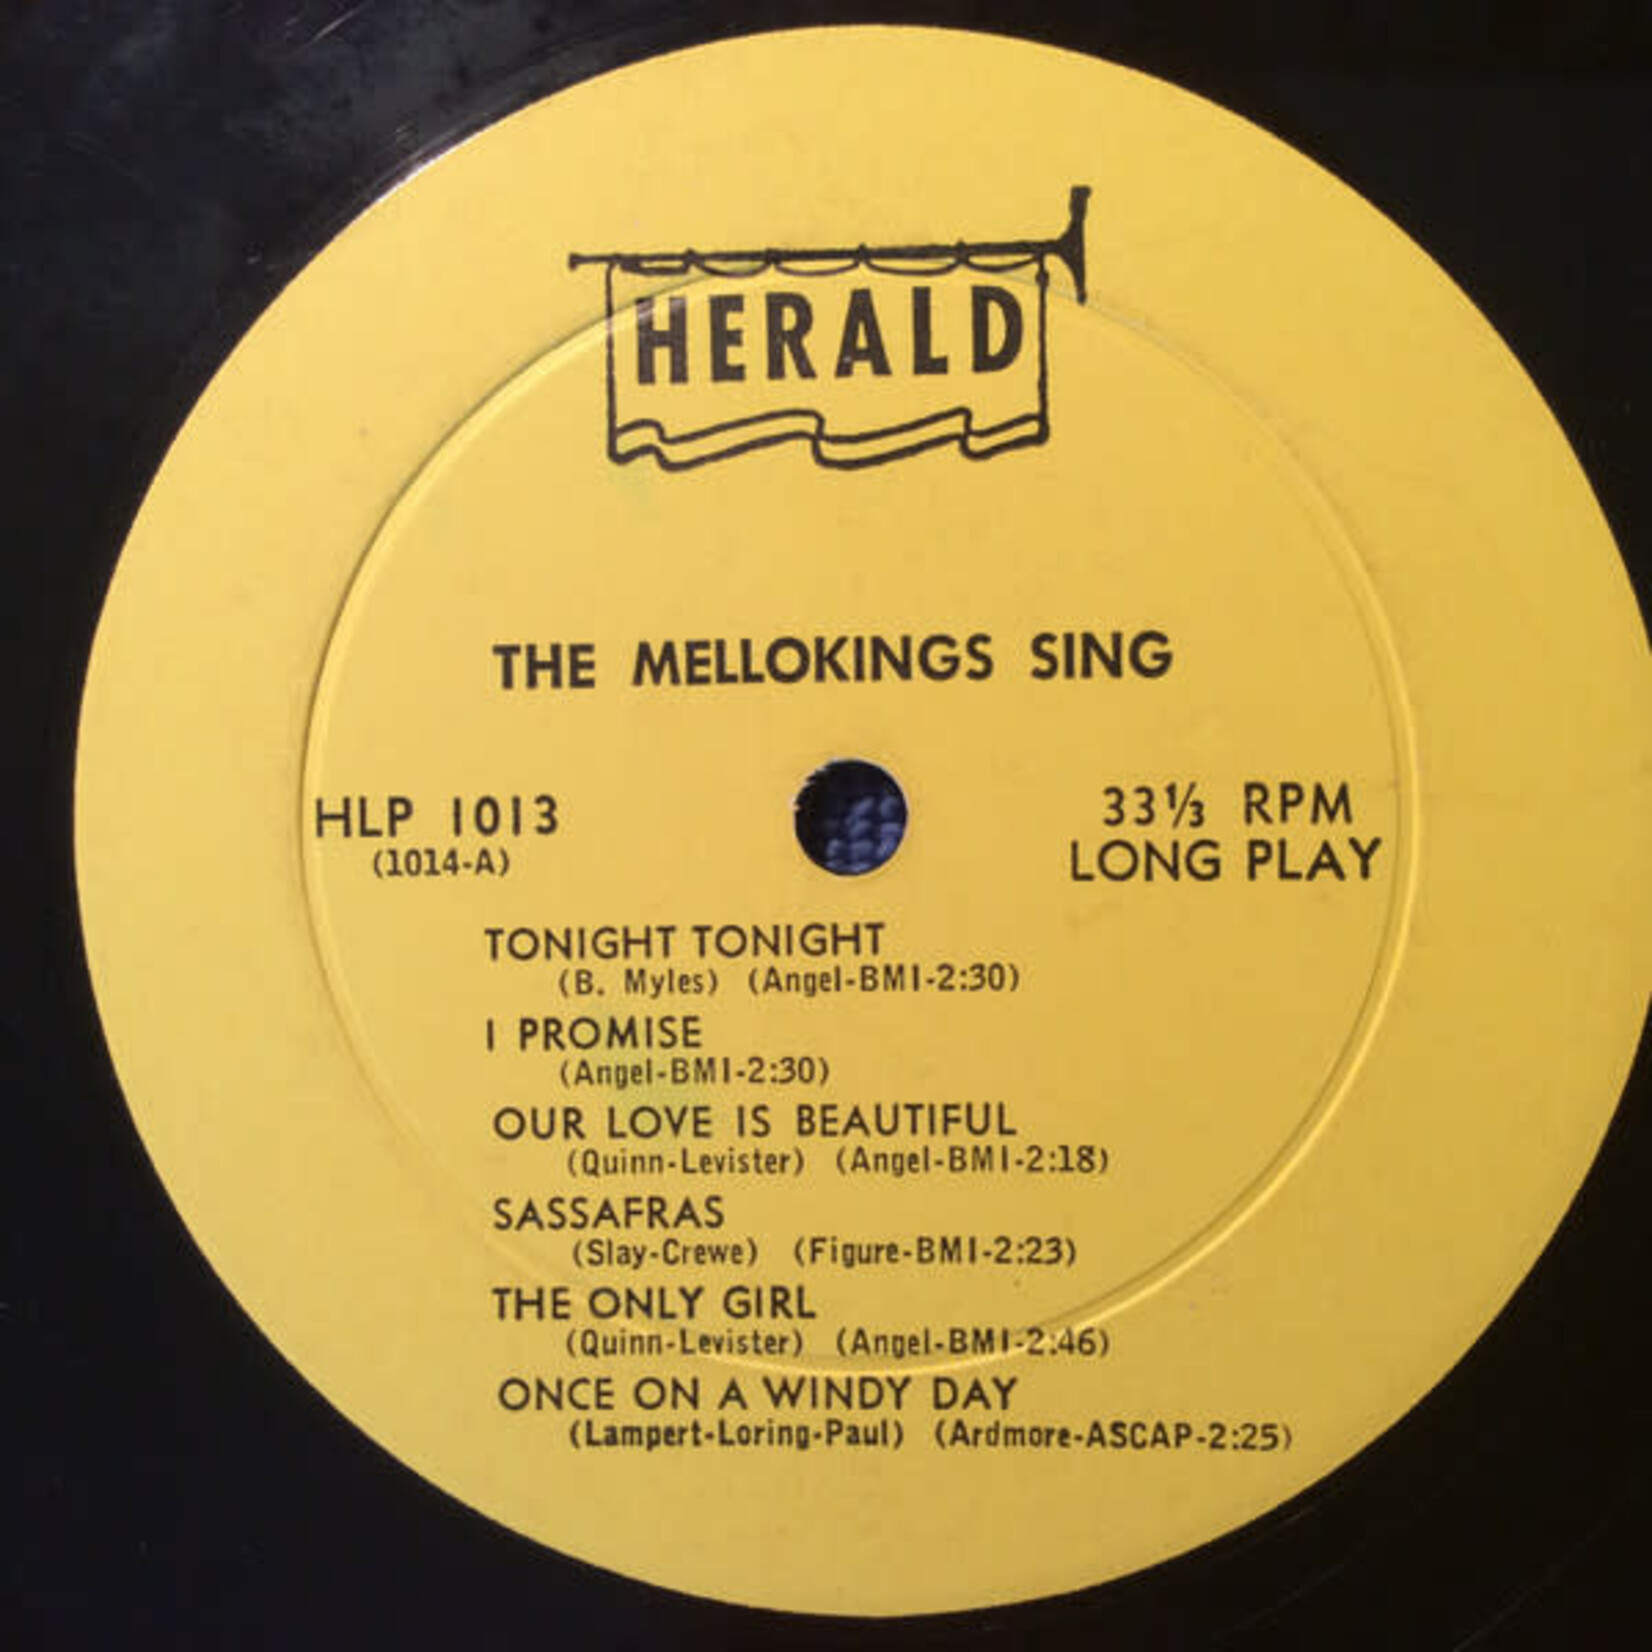 HERALD
THE MELLOKINGS SING
HLP 1013
(1014-A)
33⅓ RPM
LONG PLAY
TONIGHT TONIGHT
(B. Myles) (Angel-BMI-2:30)
I PROMISE
(Angel-BMI-2:30)
OUR LOVE IS BEAUTIFUL
(Quinn-Levister) (Angel-BMI-2:18)
SASSAFRAS
(Slay-Crewe) (Figure-BMI-2:23)
THE ONLY GIRL
(Quinn-Levister) (Angel-BMI-2:46)
ONCE ON A WINDY DAY
(Lampert-Loring-Paul) (Ardmore-ASCAP-2:25)